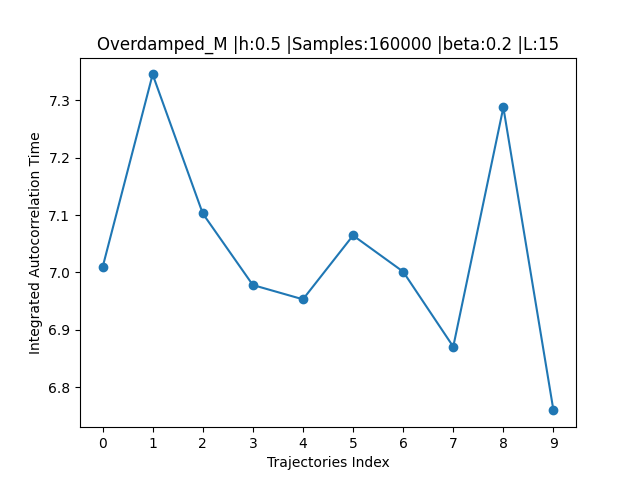 Overdamped_M |h:0.5 |Samples:160000 |beta:0.2 |L:15
Integrated Autocorrelation Time
7.3
7.2
7.1
7.0
6.9
6.8
0 1 2 3 4 5 6 7 8 9
Trajectories Index